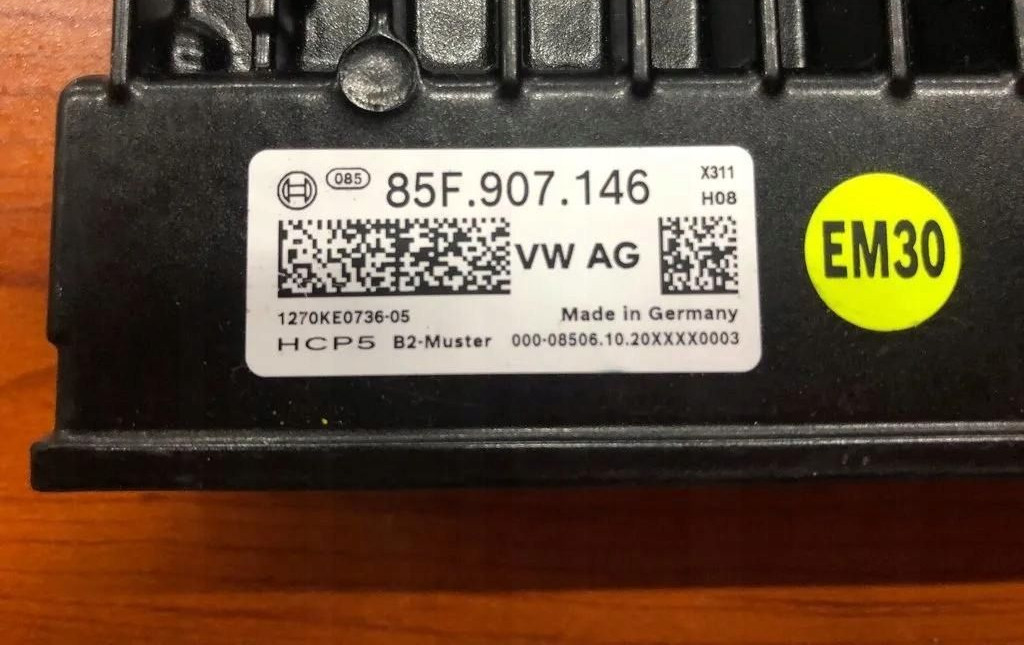 085 85F.907.146 X311
H08
VW AG
1270KE0736-05 Made in Germany
HCP5 B2-Muster 000-08506.10.20XXXX0003
EM30